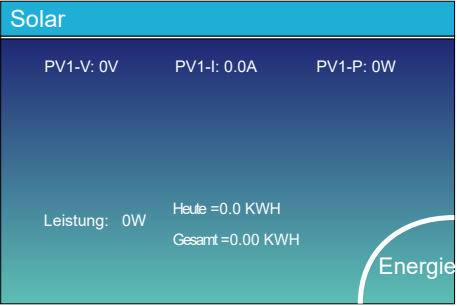 Solar
PV1-V: 0V PV1-I: 0.0A PV1-P: 0W
Leistung: 0W
Heute =0.0 KWH
Gesamt =0.00 KWH
Energie